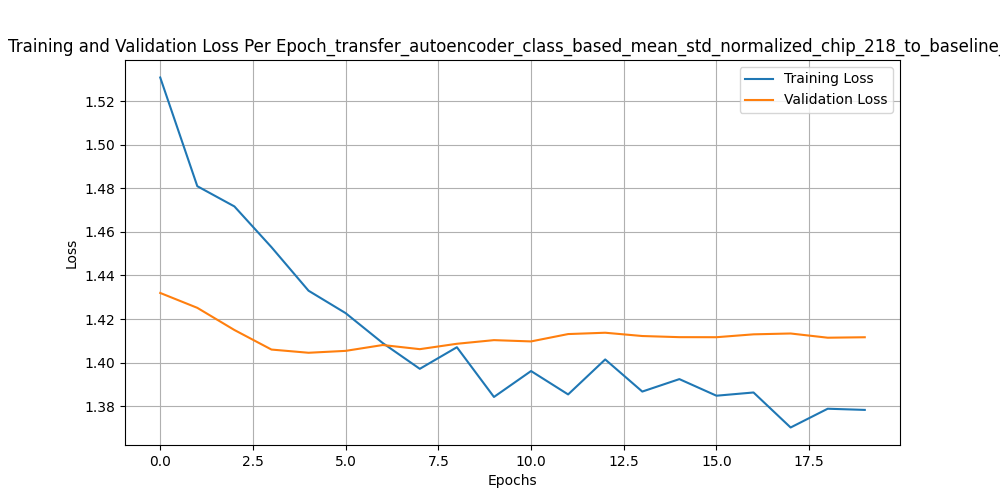 Training and Validation Loss Per Epoch_transfer_autoencoder_class_based_mean_std_normalized_chip_218_to_baseline_
Training Loss
Validation Loss
1.52
1.50
1.48
1.46
1.44
1.42
1.40
1.38
Loss
0.0 2.5 5.0 7.5 10.0 12.5 15.0 17.5
Epochs